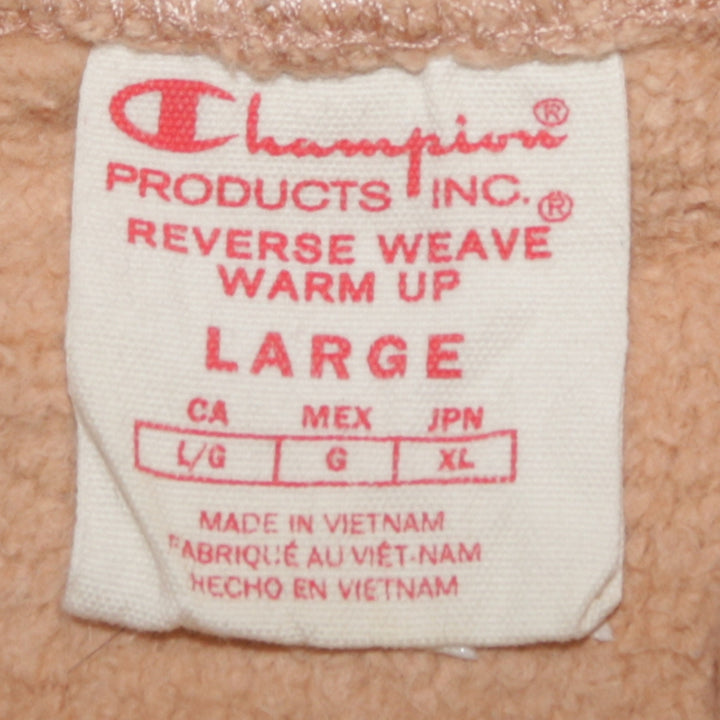 Champion®
PRODUCTS INC.®
REVERSE WEAVE
WARM UP
LARGE
CA MEX JPN
L/G G XL
MADE IN VIETNAM
FABRIQUÉ AU VIÊT-NAM
HECHO EN VIETNAM